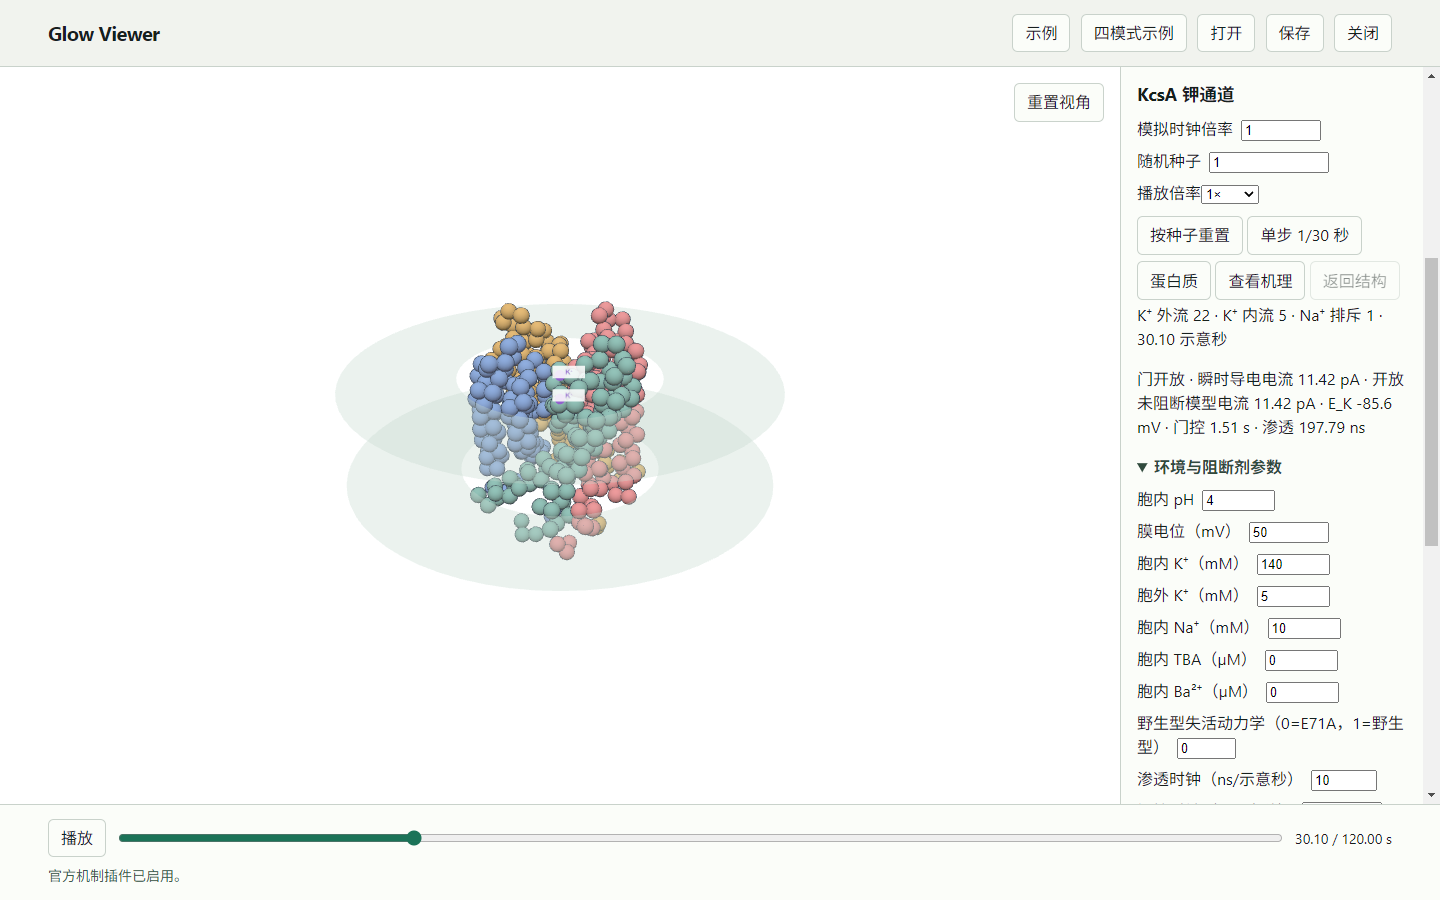 Glow Viewer
示例
四模式示例
打开
保存
关闭
重置视角
K
K
KcsA 钾通道
模拟时钟倍率 1
随机种子 1
播放倍率 1×
按种子重置
单步 1/30 秒
蛋白质
查看机理
返回结构
K⁺ 外流 22 · K⁺ 内流 5 · Na⁺ 排斥 1 ·
30.10 示意秒
门开放 · 瞬时导电电流 11.42 pA · 开放
未阻断模型电流 11.42 pA · E_K -85.6
mV · 门控 1.51 s · 渗透 197.79 ns
▼ 环境与阻断剂参数
胞内 pH 4
膜电位（mV） 50
胞内 K⁺（mM） 140
胞外 K⁺（mM） 5
胞内 Na⁺（mM） 10
胞内 TBA（μM） 0
胞内 Ba²⁺（μM） 0
野生型失活动力学（0=E71A，1=野生
型） 0
渗透时钟（ns/示意秒） 10
播放
30.10 / 120.00 s
官方机制插件已启用。